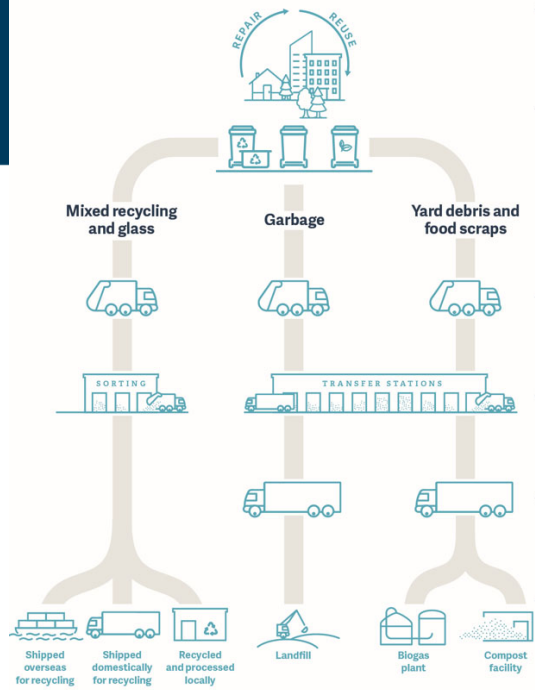 REPAIR
REUSE
Mixed recycling
and glass
Garbage
Yard debris and
food scraps
SORTING
TRANSFER STATIONS
Shipped
overseas
for recycling
Shipped
domestically
for recycling
Recycled
and processed
locally
Landfill
Biogas
plant
Compost
facility